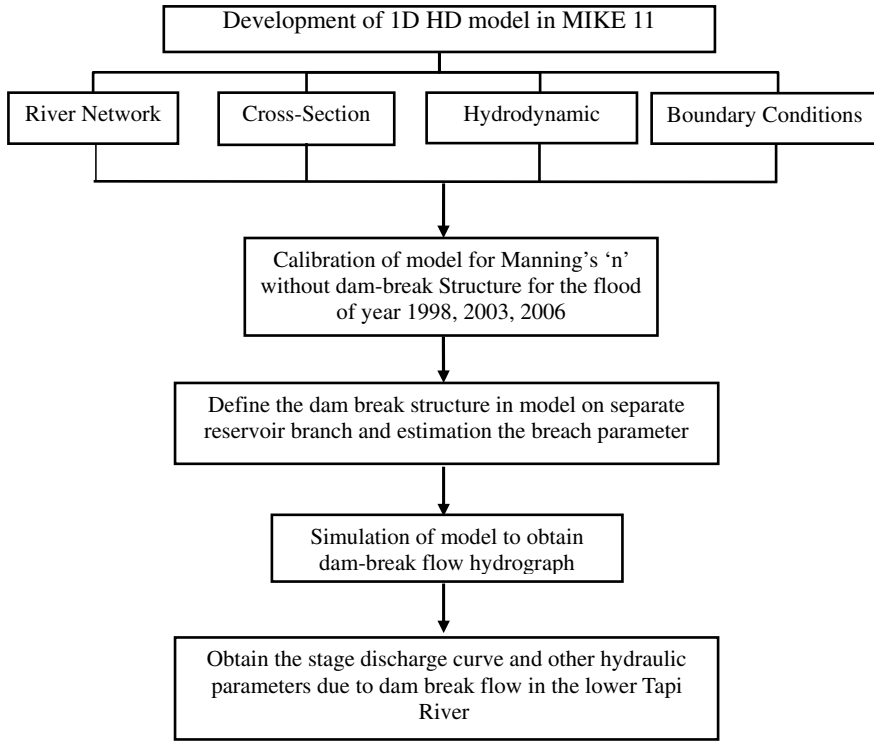 Development of 1D HD model in MIKE 11
River Network
Cross-Section
Hydrodynamic
Boundary Conditions
Calibration of model for Manning's ‘n’
without dam-break Structure for the flood
of year 1998, 2003, 2006
Define the dam break structure in model on separate
reservoir branch and estimation the breach parameter
Simulation of model to obtain
dam-break flow hydrograph
Obtain the stage discharge curve and other hydraulic
parameters due to dam break flow in the lower Tapi
River